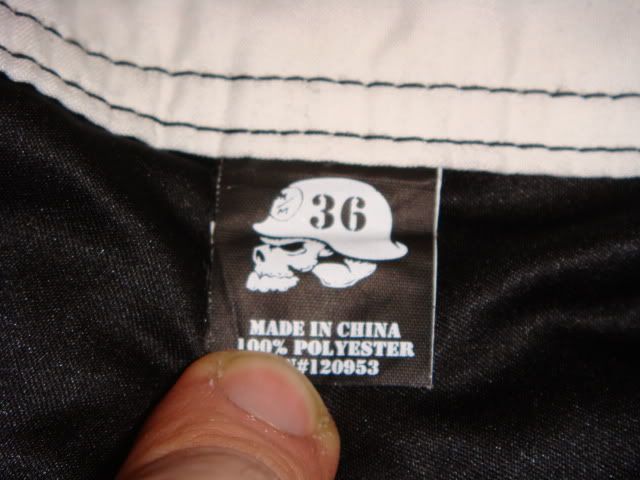 36
MADE IN CHINA
100% POLYESTER
#120953